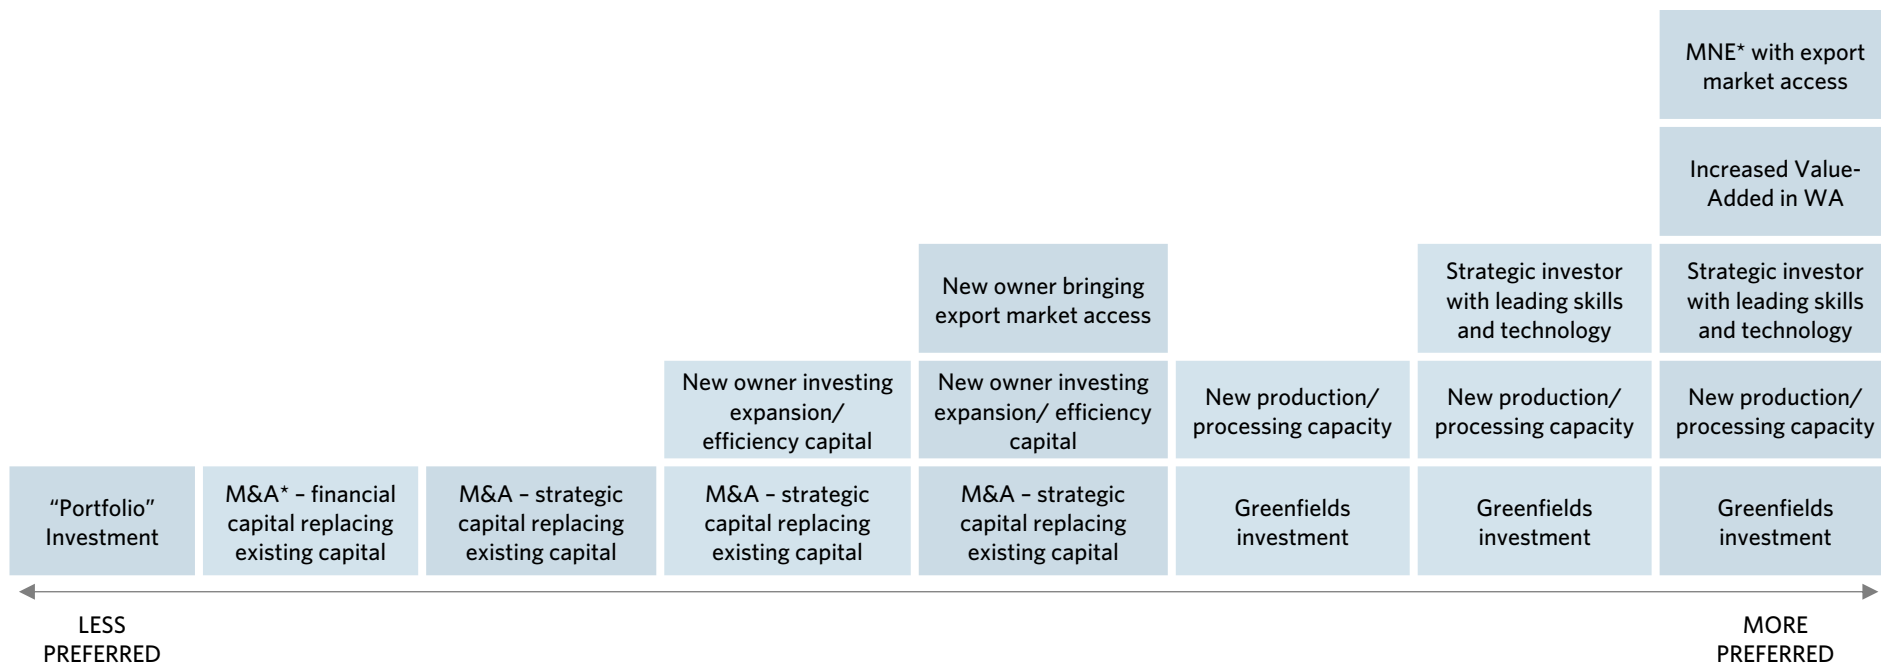 MNE* with export
market access
Increased Value-
Added in WA
New owner bringing
export market access
Strategic investor
with leading skills
and technology
Strategic investor
with leading skills
and technology
New owner investing
expansion/
efficiency capital
New owner investing
expansion/ efficiency
capital
New production/
processing capacity
New production/
processing capacity
New production/
processing capacity
“Portfolio”
Investment
M&A* – financial
capital replacing
existing capital
M&A – strategic
capital replacing
existing capital
M&A – strategic
capital replacing
existing capital
M&A – strategic
capital replacing
existing capital
Greenfields
investment
Greenfields
investment
Greenfields
investment
LESS
PREFERRED
MORE
PREFERRED